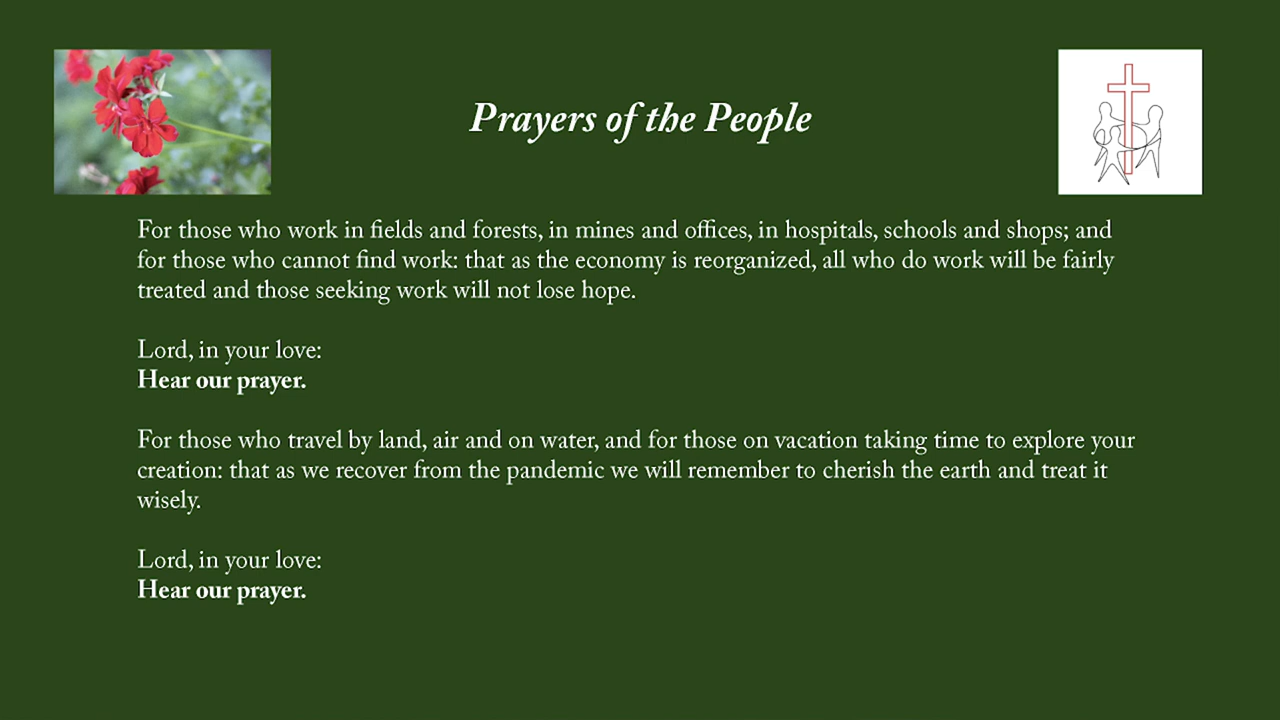 Prayers of the People
For those who work in fields and forests, in mines and offices, in hospitals, schools and shops; and
for those who cannot find work: that as the economy is reorganized, all who do work will be fairly
treated and those seeking work will not lose hope.
Lord, in your love:
Hear our prayer.
For those who travel by land, air and on water, and for those on vacation taking time to explore your
creation: that as we recover from the pandemic we will remember to cherish the earth and treat it
wisely.
Lord, in your love:
Hear our prayer.